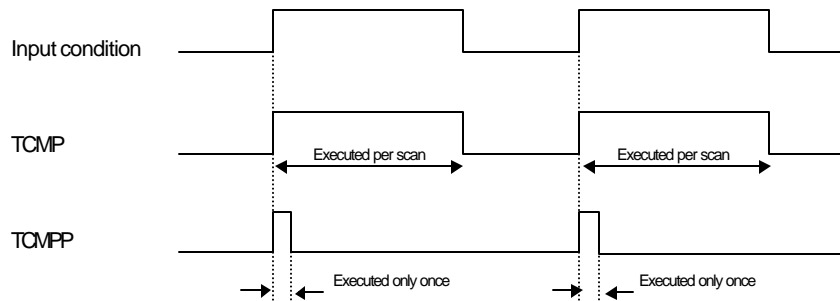 Input condition
TCMP
Executed per scan
Executed per scan
TCMPP
Executed only once
Executed only once